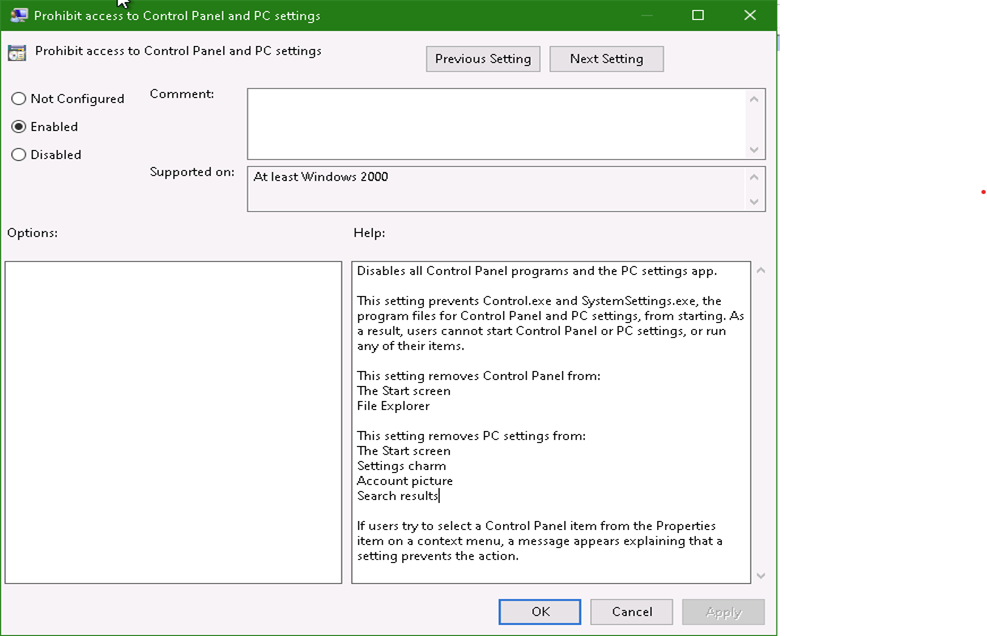 Prohibit access to Control Panel and PC settings
Prohibit access to Control Panel and PC settings
Previous Setting
Next Setting
Not Configured
Comment:
Enabled
Disabled
Supported on:
At least Windows 2000
Options:
Help:
Disables all Control Panel programs and the PC settings app.
This setting prevents Control.exe and SystemSettings.exe, the
program files for Control Panel and PC settings, from starting. As
a result, users cannot start Control Panel or PC settings, or run
any of their items.
This setting removes Control Panel from:
The Start screen
File Explorer
This setting removes PC settings from:
The Start screen
Settings charm
Account picture
Search results
If users try to select a Control Panel item from the Properties
item on a context menu, a message appears explaining that a
setting prevents the action.
OK
Cancel
Apply